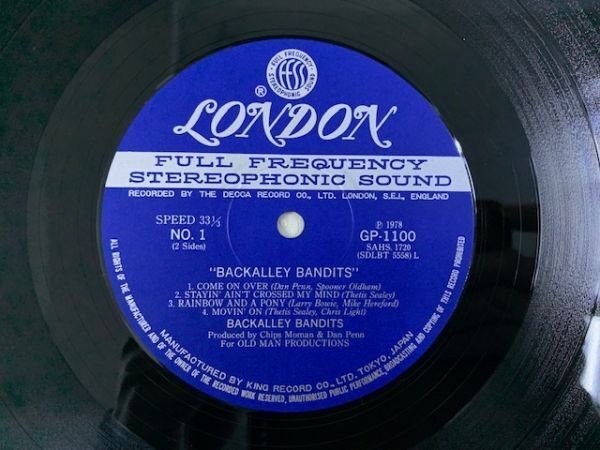 FULL FREQUENCY
FFSS
STEREOPHONIC SOUND
® LONDON
FULL FREQUENCY
STEREOPHONIC SOUND
RECORDED BY THE DECCA RECORD CO., LTD. LONDON, S.E.I., ENGLAND
SPEED 33⅓
NO. 1
(2 Sides)
Ⓟ 1978
GP-1100
SAHS. 1720
(SDLBT 5558) L
"BACKALLEY BANDITS"
1. COME ON OVER (Dan Penn, Spooner Oldham)
2. STAYIN' AIN'T CROSSED MY MIND (Thetis Sealey)
3. RAINBOW AND A PONY (Larry Bowie, Mike Hereford)
4. MOVIN' ON (Thetis Sealey, Chris Light)
BACKALLEY BANDITS
Produced by Chips Moman & Dan Penn
For OLD MAN PRODUCTIONS
MANUFACTURED BY KING RECORD CO., LTD. TOKYO, JAPAN
ALL RIGHTS OF THE MANUFACTURER AND OF THE OWNER OF THE RECORDED WORK RESERVED, UNAUTHORISED PUBLIC PERFORMANCE, BROADCASTING AND COPYING OF THIS RECORD PROHIBITED